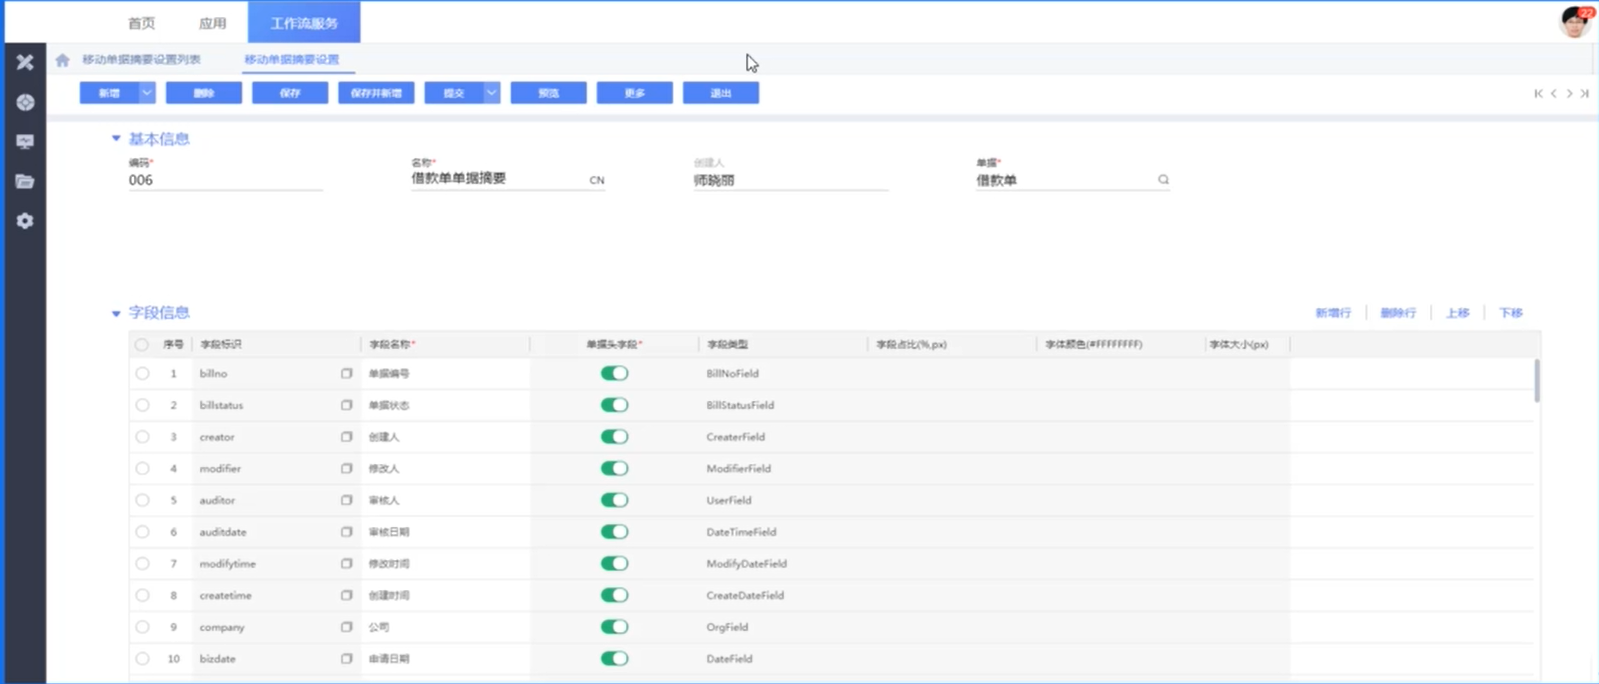 首页 应用 工作流服务
22
移动单据摘要设置列表 移动单据摘要设置
新增 删除 保存 保存并新增 提交 预览 更多 退出
基本信息
编码* 名称* 创建人 单据*
006 借款单单据摘要 CN 师晓丽 借款单
字段信息 新增行 删除行 上移 下移
序号 字段标识 字段名称* 单据头字段* 字段类型 字段占比(%,px) 字体颜色(#FFFFFFFF) 字体大小(px)
1 billno 单据编号 BillNoField
2 billstatus 单据状态 BillStatusField
3 creator 创建人 CreaterField
4 modifier 修改人 ModifierField
5 auditor 审核人 UserField
6 auditdate 审核日期 DateTimeField
7 modifytime 修改时间 ModifyDateField
8 createtime 创建时间 CreateDateField
9 company 公司 OrgField
10 bizdate 申请日期 DateField